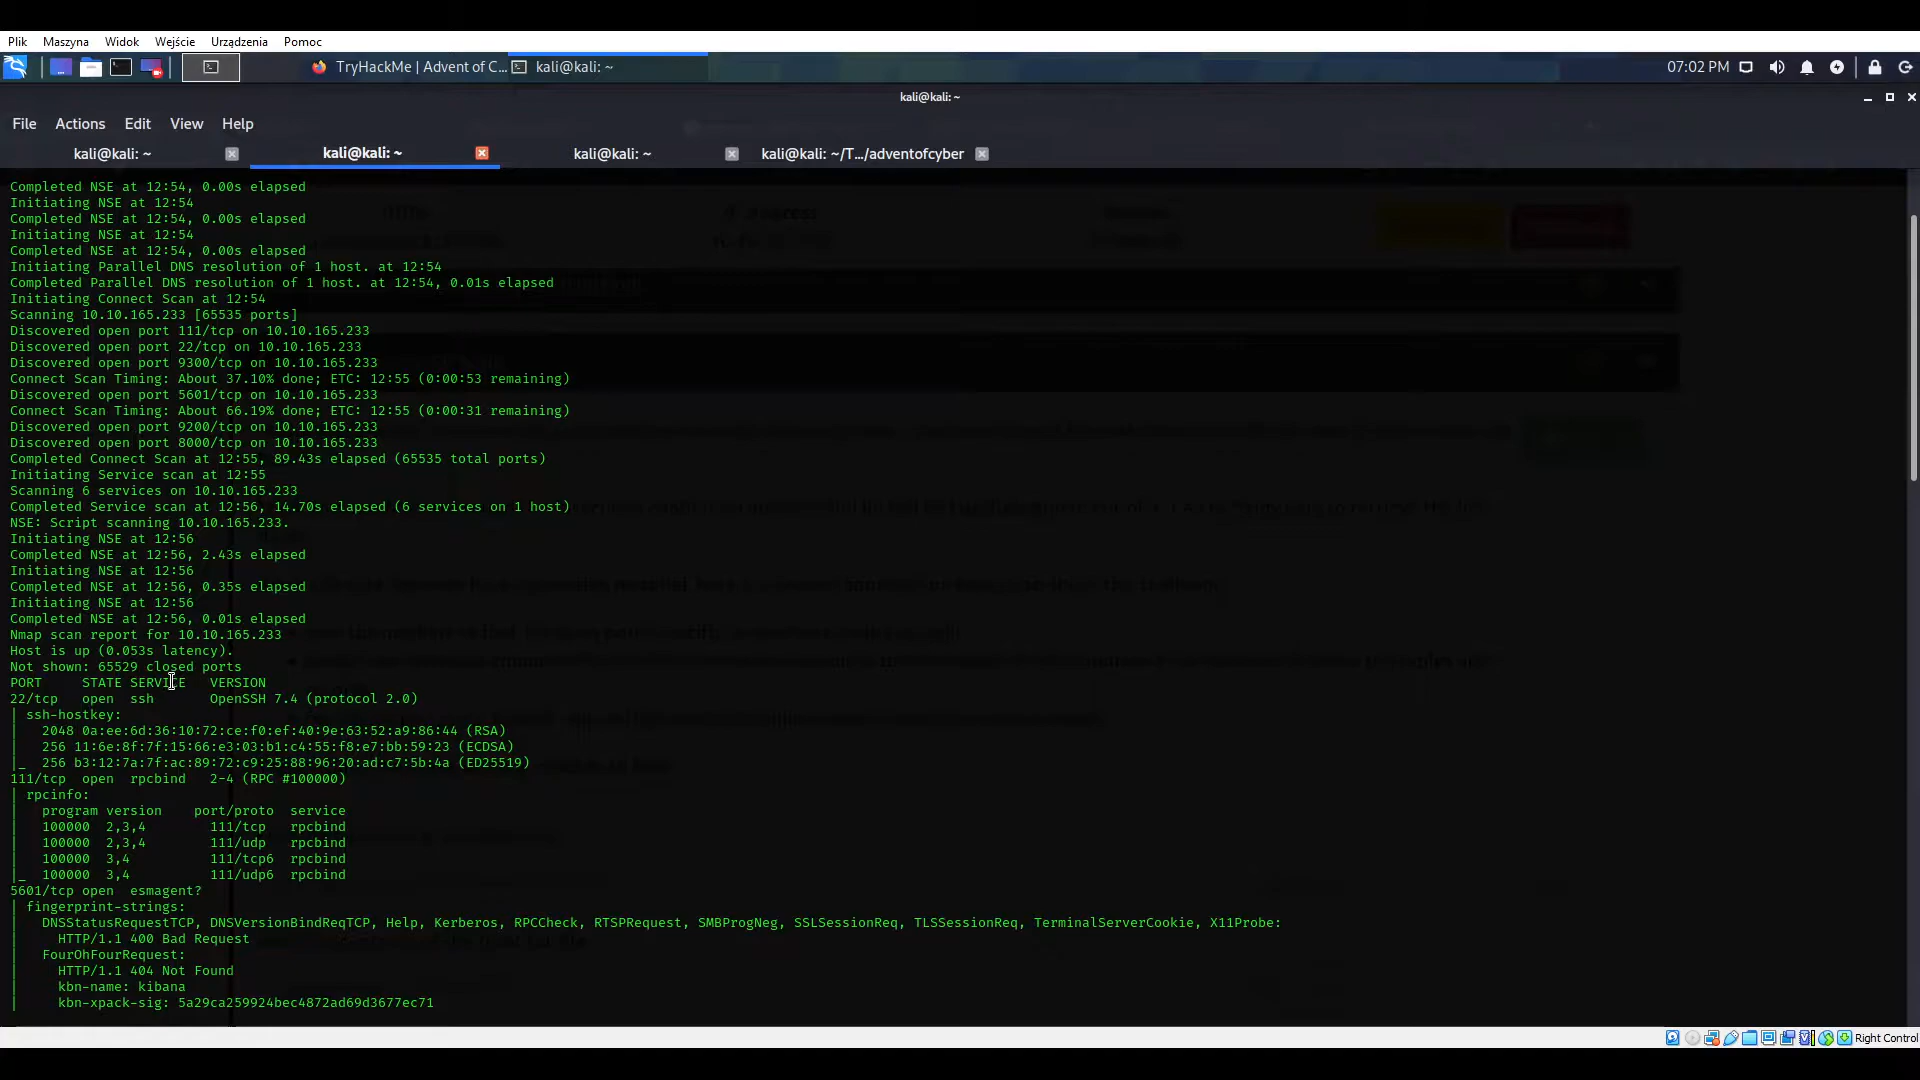 Plik Maszyna Widok Wejście Urządzenia Pomoc
TryHackMe | Advent of C... kali@kali: ~ 07:02 PM
kali@kali: ~
File Actions Edit View Help
kali@kali: ~ kali@kali: ~ kali@kali: ~ kali@kali: ~/T.../adventofcyber
Completed NSE at 12:54, 0.00s elapsed
Initiating NSE at 12:54
Completed NSE at 12:54, 0.00s elapsed
Initiating NSE at 12:54
Completed NSE at 12:54, 0.00s elapsed
Initiating Parallel DNS resolution of 1 host. at 12:54
Completed Parallel DNS resolution of 1 host. at 12:54, 0.01s elapsed
Initiating Connect Scan at 12:54
Scanning 10.10.165.233 [65535 ports]
Discovered open port 111/tcp on 10.10.165.233
Discovered open port 22/tcp on 10.10.165.233
Discovered open port 9300/tcp on 10.10.165.233
Connect Scan Timing: About 37.10% done; ETC: 12:55 (0:00:53 remaining)
Discovered open port 5601/tcp on 10.10.165.233
Connect Scan Timing: About 66.19% done; ETC: 12:55 (0:00:31 remaining)
Discovered open port 9200/tcp on 10.10.165.233
Discovered open port 8000/tcp on 10.10.165.233
Completed Connect Scan at 12:55, 89.43s elapsed (65535 total ports)
Initiating Service scan at 12:55
Scanning 6 services on 10.10.165.233
Completed Service scan at 12:56, 14.70s elapsed (6 services on 1 host)
NSE: Script scanning 10.10.165.233.
Initiating NSE at 12:56
Completed NSE at 12:56, 2.43s elapsed
Initiating NSE at 12:56
Completed NSE at 12:56, 0.35s elapsed
Initiating NSE at 12:56
Completed NSE at 12:56, 0.01s elapsed
Nmap scan report for 10.10.165.233
Host is up (0.053s latency).
Not shown: 65529 closed ports
PORT     STATE SERVICE   VERSION
22/tcp   open  ssh       OpenSSH 7.4 (protocol 2.0)
| ssh-hostkey:
|   2048 0a:ee:6d:36:10:72:ce:f0:ef:40:9e:63:52:a9:86:44 (RSA)
|   256 11:6e:8f:7f:15:66:e3:03:b1:c4:55:f8:e7:bb:59:23 (ECDSA)
|_  256 b3:12:7a:7f:ac:89:72:c9:25:88:96:20:ad:c7:5b:4a (ED25519)
111/tcp  open  rpcbind   2-4 (RPC #100000)
| rpcinfo:
|   program version    port/proto  service
|   100000  2,3,4        111/tcp   rpcbind
|   100000  2,3,4        111/udp   rpcbind
|   100000  3,4          111/tcp6  rpcbind
|_  100000  3,4          111/udp6  rpcbind
5601/tcp open  esmagent?
| fingerprint-strings:
|   DNSStatusRequestTCP, DNSVersionBindReqTCP, Help, Kerberos, RPCCheck, RTSPRequest, SMBProgNeg, SSLSessionReq, TLSSessionReq, TerminalServerCookie, X11Probe:
|     HTTP/1.1 400 Bad Request
|   FourOhFourRequest:
|     HTTP/1.1 404 Not Found
|     kbn-name: kibana
|     kbn-xpack-sig: 5a29ca259924bec4872ad69d3677ec71
Right Control